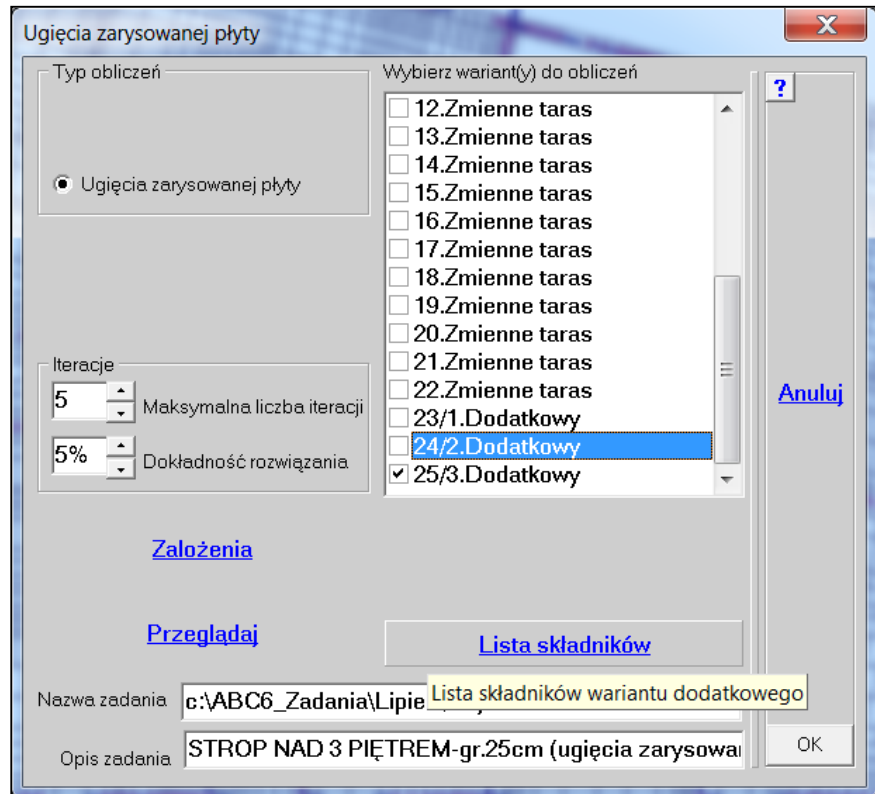 Ugięcia zarysowanej płyty
X
Typ obliczeń
Ugięcia zarysowanej płyty
Wybierz wariant(y) do obliczeń
12.Zmienne taras
13.Zmienne taras
14.Zmienne taras
15.Zmienne taras
16.Zmienne taras
17.Zmienne taras
18.Zmienne taras
19.Zmienne taras
20.Zmienne taras
21.Zmienne taras
22.Zmienne taras
23/1.Dodatkowy
24/2.Dodatkowy
25/3.Dodatkowy
?
Anuluj
Iteracje
5 Maksymalna liczba iteracji
5% Dokładność rozwiązania
Założenia
Przeglądaj
Lista składników
Lista składników wariantu dodatkowego
Nazwa zadania c:\ABC6_Zadania\Lipie
Opis zadania STROP NAD 3 PIĘTREM-gr.25cm (ugięcia zarysowa
OK